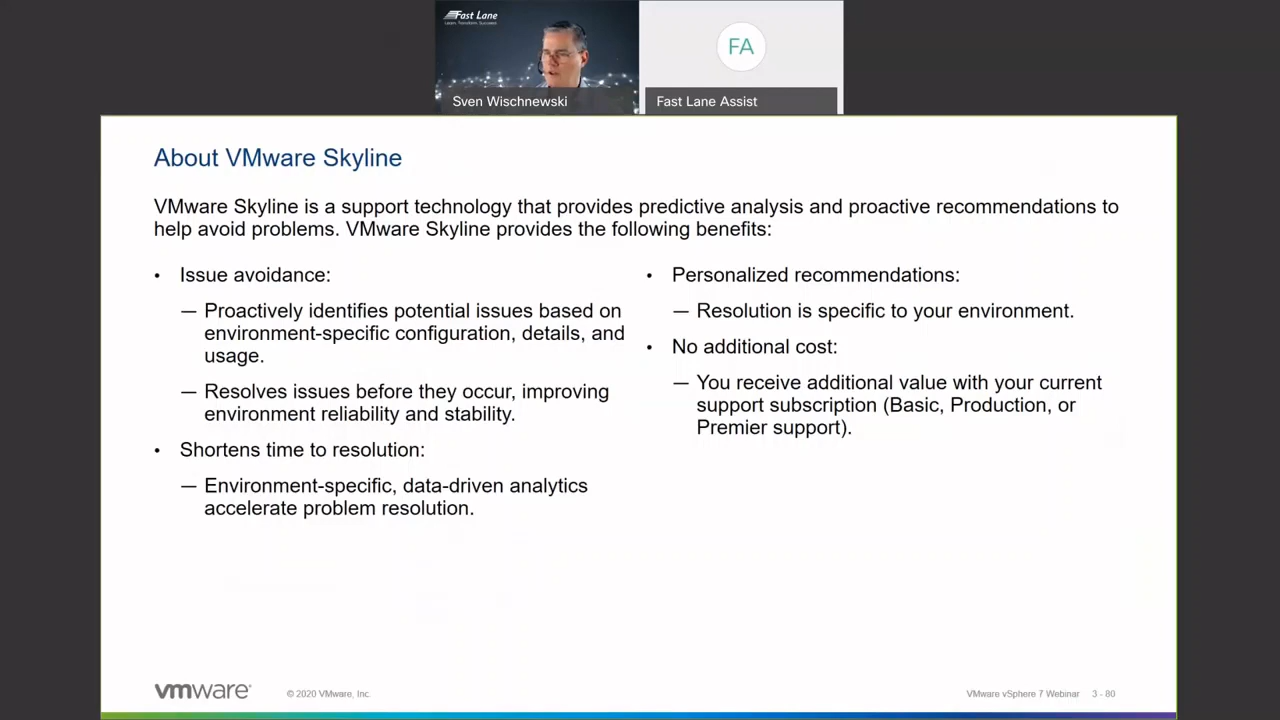 Fast Lane
FA
Sven Wischnewski
Fast Lane Assist
About VMware Skyline
VMware Skyline is a support technology that provides predictive analysis and proactive recommendations to
help avoid problems. VMware Skyline provides the following benefits:
• Issue avoidance:
— Proactively identifies potential issues based on
environment-specific configuration, details, and
usage.
— Resolves issues before they occur, improving
environment reliability and stability.
• Shortens time to resolution:
— Environment-specific, data-driven analytics
accelerate problem resolution.
• Personalized recommendations:
— Resolution is specific to your environment.
• No additional cost:
— You receive additional value with your current
support subscription (Basic, Production, or
Premier support).
vmware®
© 2020 VMware, Inc.
VMware vSphere 7 Webinar 3 - 80